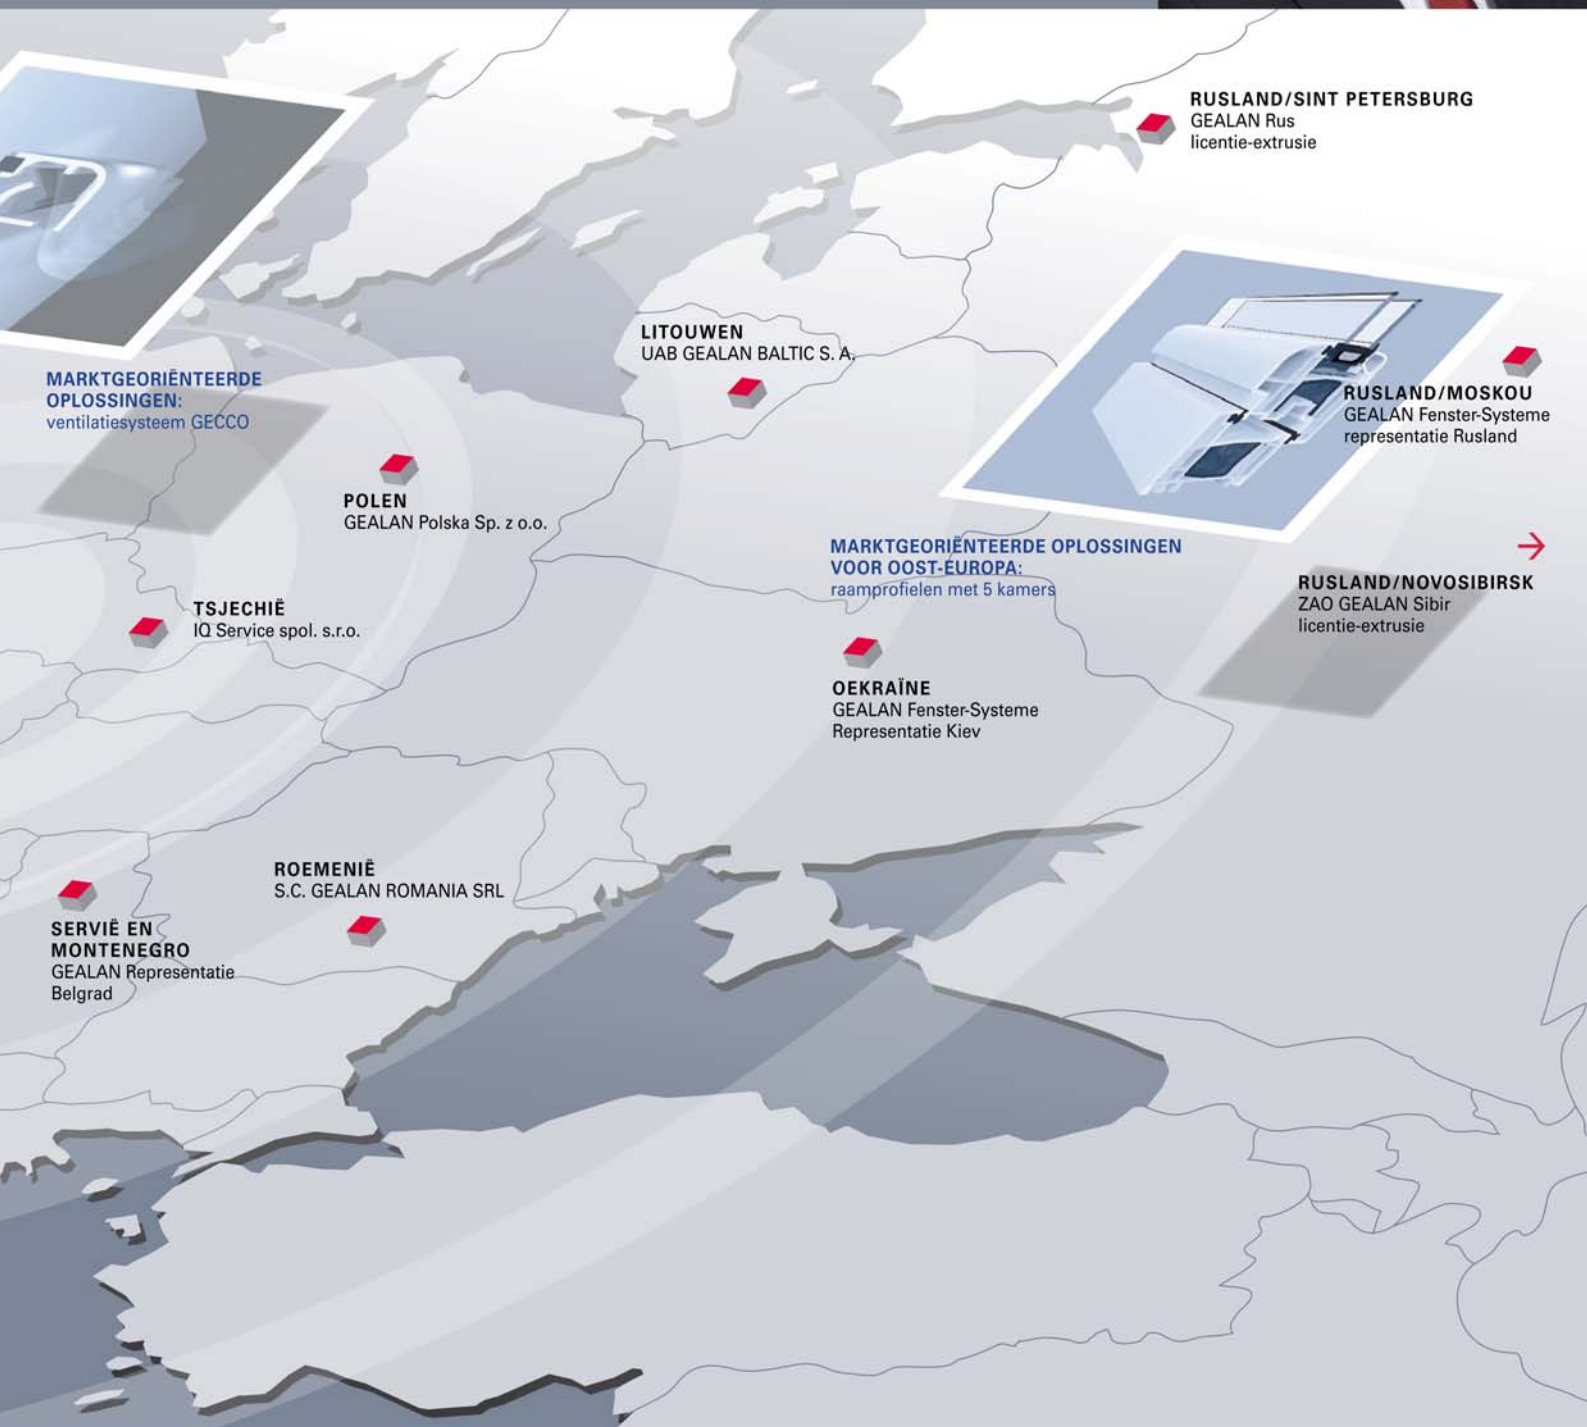 RUSLAND/SINT PETERSBURG
GEALAN Rus
licentie-extrusie
LITOUWEN
UAB GEALAN BALTIC S. A.
MARKTGEORIËNTEERDE
OPLOSSINGEN:
ventilatiesysteem GECCO
RUSLAND/MOSKOU
GEALAN Fenster-Systeme
representatie Rusland
POLEN
GEALAN Polska Sp. z o.o.
MARKTGEORIËNTEERDE OPLOSSINGEN
VOOR OOST-EUROPA:
raamprofielen met 5 kamers
RUSLAND/NOVOSIBIRSK
ZAO GEALAN Sibir
licentie-extrusie
TSJECHIË
IQ Service spol. s.r.o.
OEKRAÏNE
GEALAN Fenster-Systeme
Representatie Kiev
ROEMENIË
S.C. GEALAN ROMANIA SRL
SERVIË EN
MONTENEGRO
GEALAN Representatie
Belgrad